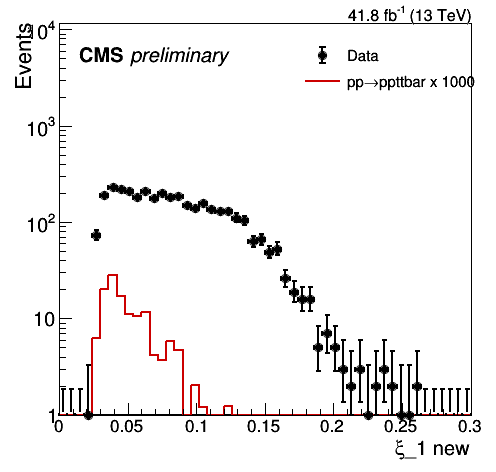 41.8 fb⁻¹ (13 TeV)
Events
CMS preliminary
Data
pp→ppttbar x 1000
10⁴
10³
10²
10
1
0 0.05 0.1 0.15 0.2 0.25 0.3
ξ_1 new